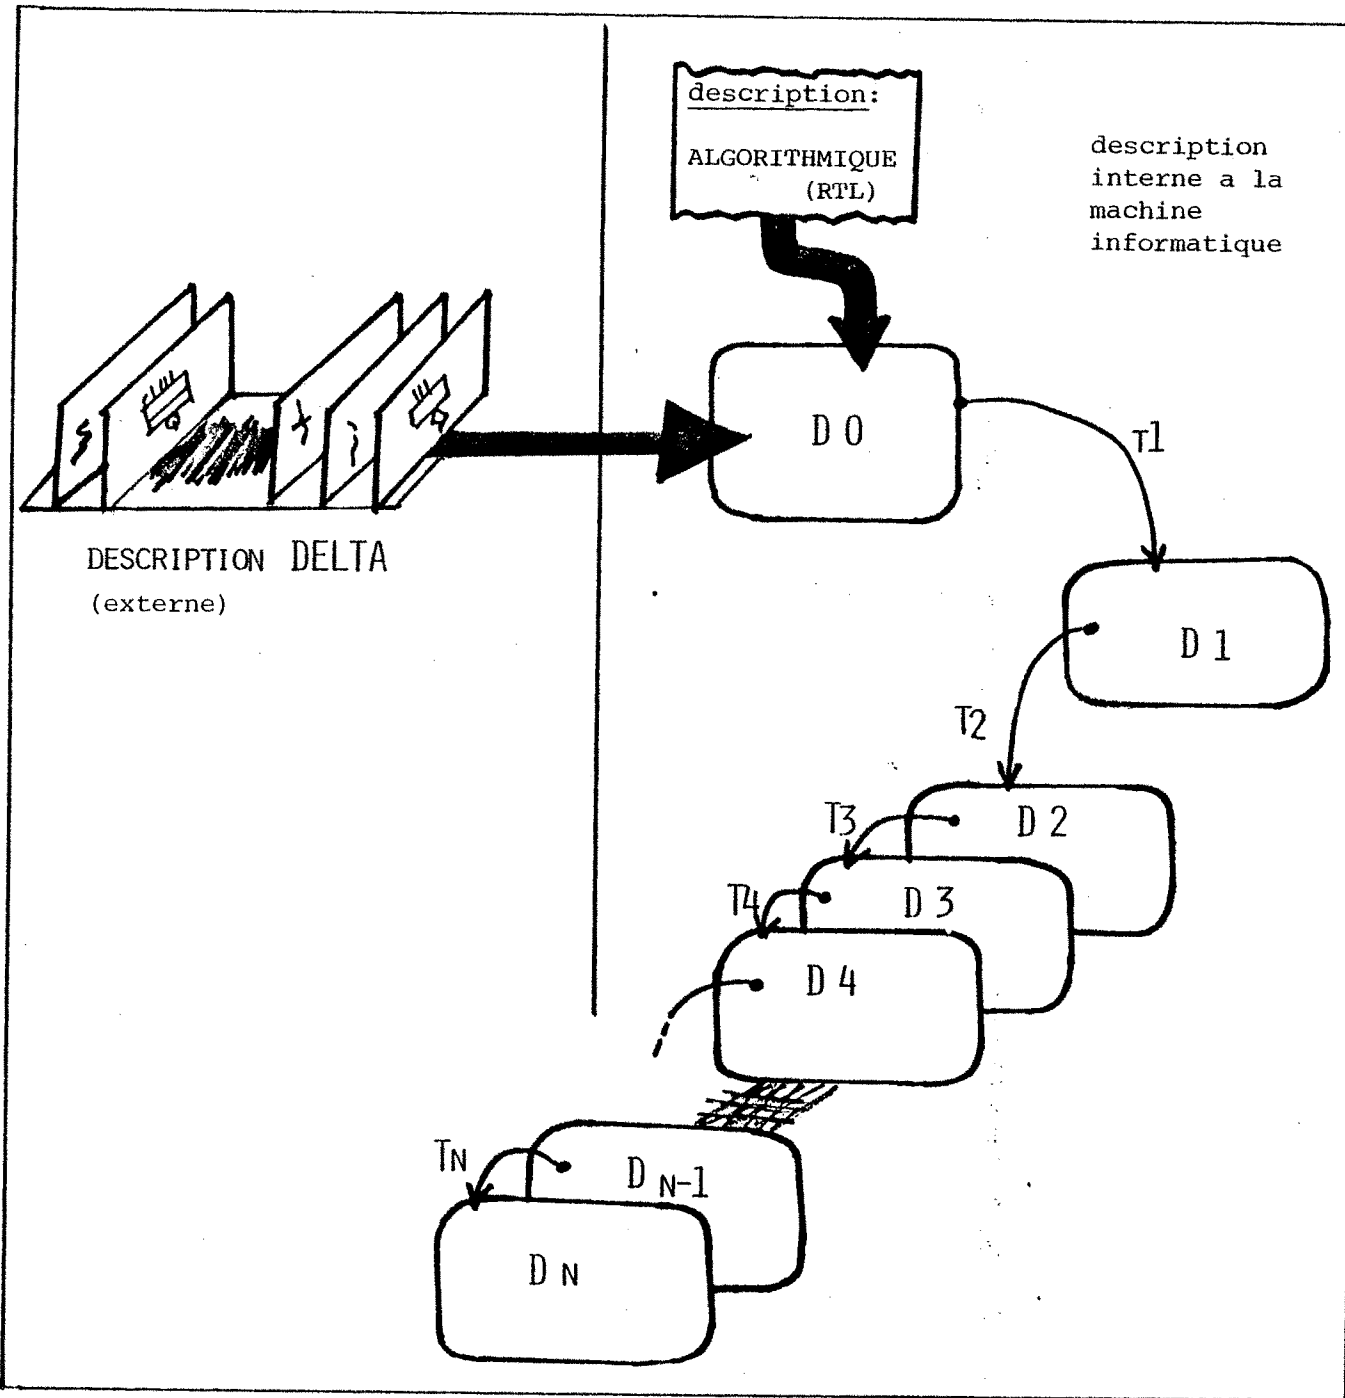 description:
ALGORITHMIQUE
(RTL)
description
interne a la
machine
informatique
D 0
T1
DESCRIPTION DELTA
(externe)
D 1
T2
D 2
T3
D 3
T4
D 4
TN
D N-1
D N